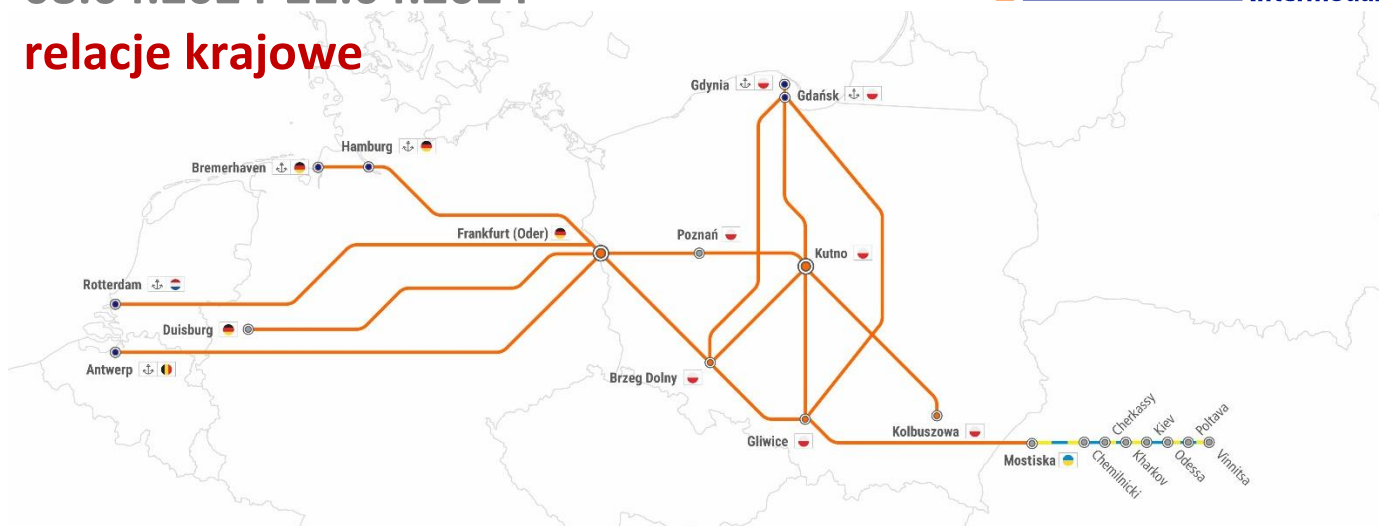 relacje krajowe
Gdynia
Gdańsk
Hamburg
Bremerhaven
Frankfurt (Oder)
Poznań
Kutno
Rotterdam
Duisburg
Antwerp
Brzeg Dolny
Gliwice
Kolbuszowa
Mostiska
Chemilnicki
Cherkassy
Kharkov
Kiev
Odessa
Poltava
Vinnitsa